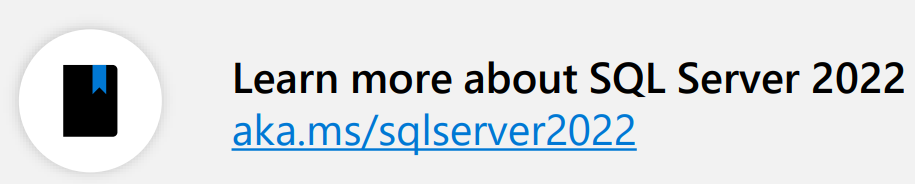 Learn more about SQL Server 2022
aka.ms/sqlserver2022